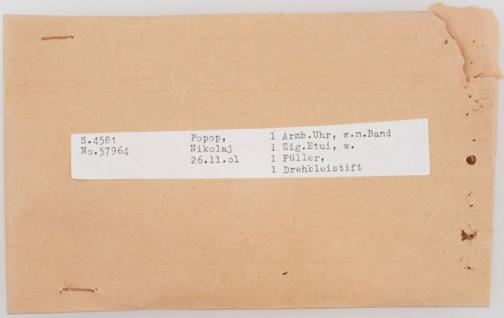 S.4581 Popop, 1 Armb.Uhr, w.m.Band
No.57964 Nikolaj 1 Zig.Etui, w.
26.11.01 1 Füller,
1 Drehbleistift